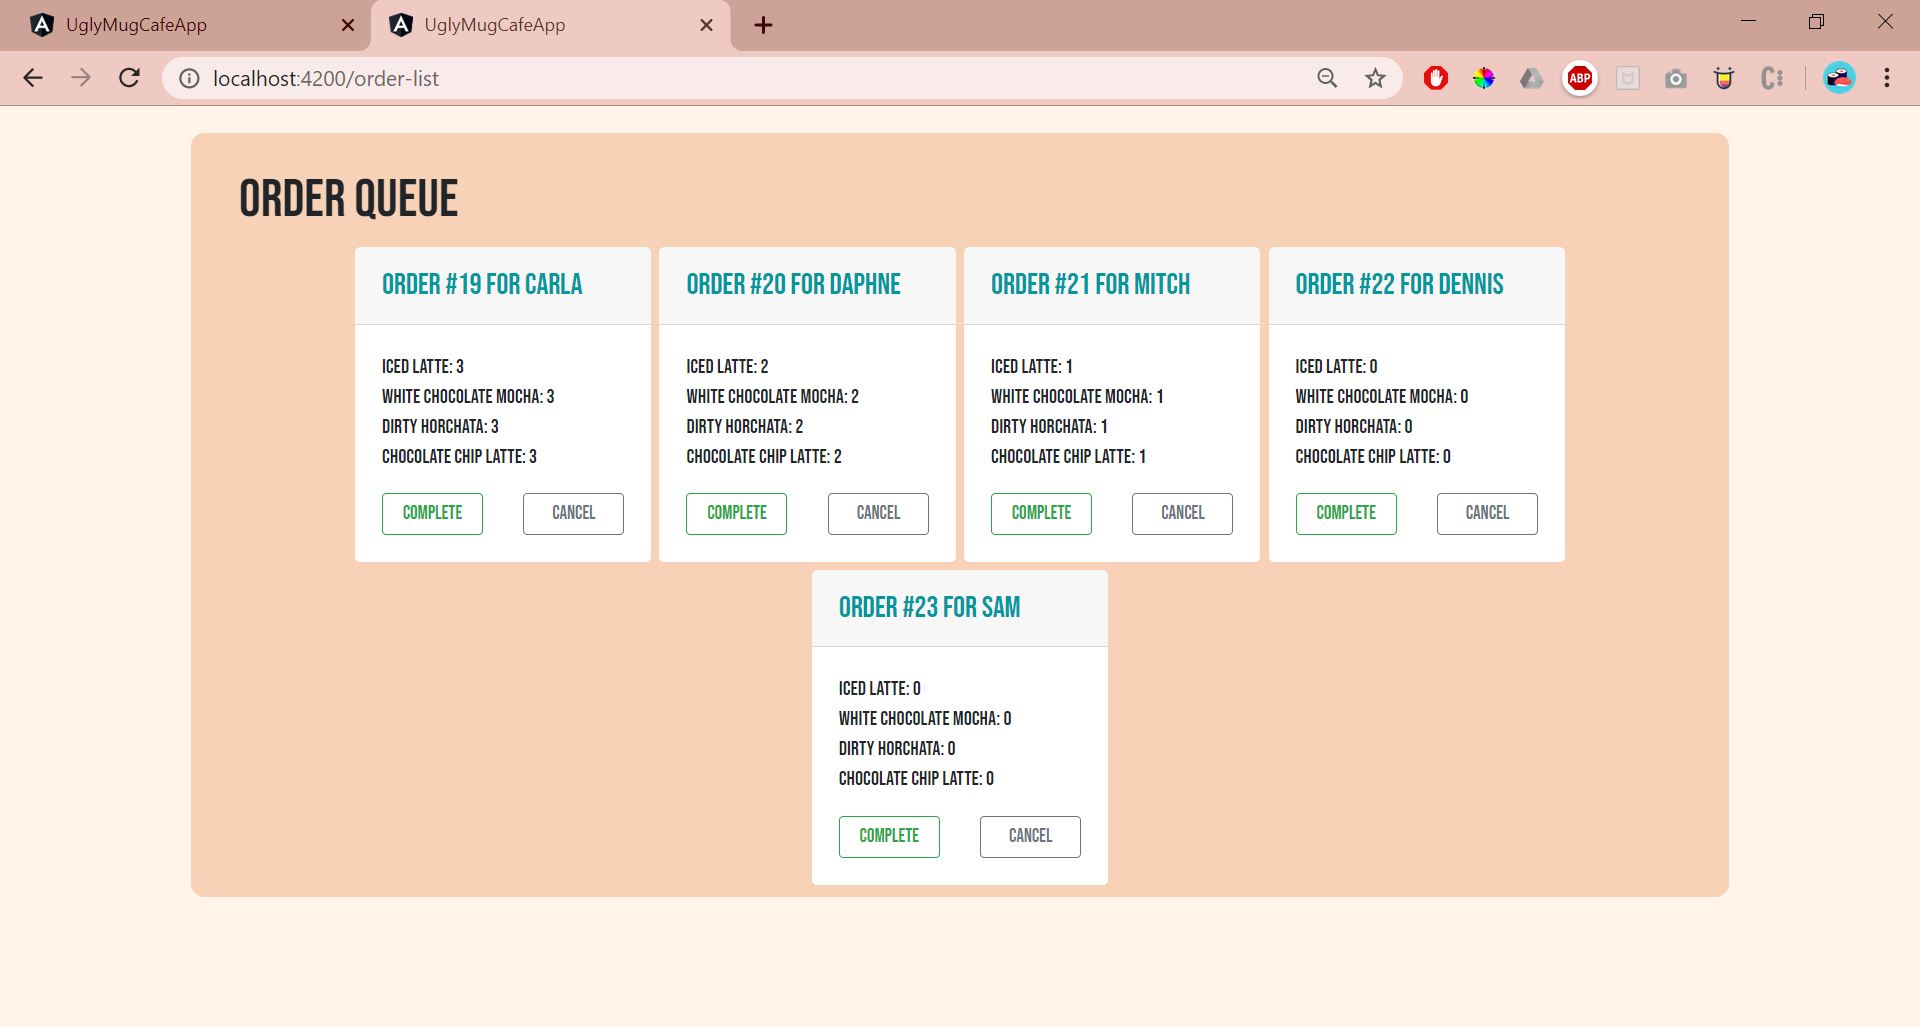 UglyMugCafeApp
UglyMugCafeApp
localhost:4200/order-list
ABP
ORDER QUEUE
ORDER #19 FOR CARLA
ICED LATTE: 3
WHITE CHOCOLATE MOCHA: 3
DIRTY HORCHATA: 3
CHOCOLATE CHIP LATTE: 3
COMPLETE CANCEL
ORDER #20 FOR DAPHNE
ICED LATTE: 2
WHITE CHOCOLATE MOCHA: 2
DIRTY HORCHATA: 2
CHOCOLATE CHIP LATTE: 2
COMPLETE CANCEL
ORDER #21 FOR MITCH
ICED LATTE: 1
WHITE CHOCOLATE MOCHA: 1
DIRTY HORCHATA: 1
CHOCOLATE CHIP LATTE: 1
COMPLETE CANCEL
ORDER #22 FOR DENNIS
ICED LATTE: 0
WHITE CHOCOLATE MOCHA: 0
DIRTY HORCHATA: 0
CHOCOLATE CHIP LATTE: 0
COMPLETE CANCEL
ORDER #23 FOR SAM
ICED LATTE: 0
WHITE CHOCOLATE MOCHA: 0
DIRTY HORCHATA: 0
CHOCOLATE CHIP LATTE: 0
COMPLETE CANCEL